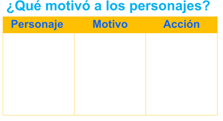 ¿Qué motivó a los personajes?
Personaje Motivo Acción